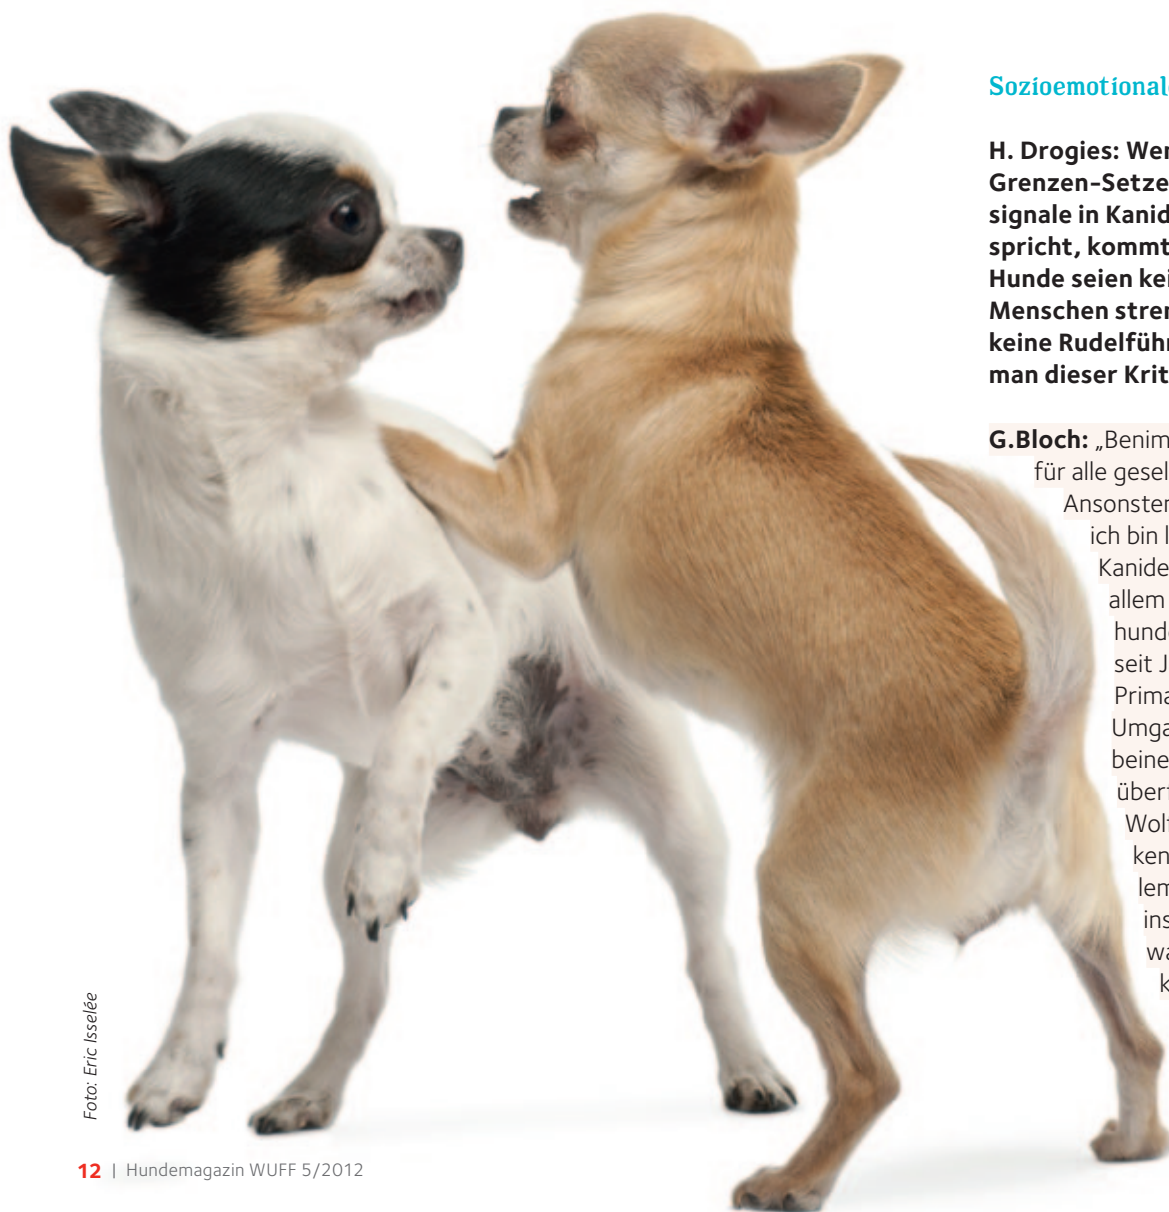 Sozioemotional
H. Drogies: Wer
Grenzen-Setze
signale in Kanid
spricht, kommt
Hunde seien kei
Menschen stren
keine Rudelführ
man dieser Krit
G.Bloch: „Benim
für alle gesel
Ansonsten
ich bin l
Kanide
allem
hund
seit J
Prima
Umga
beine
über
Wol
ken
lem
ins
wa
k
Foto: Eric Isselée
12 | Hundemagazin WUFF 5/2012